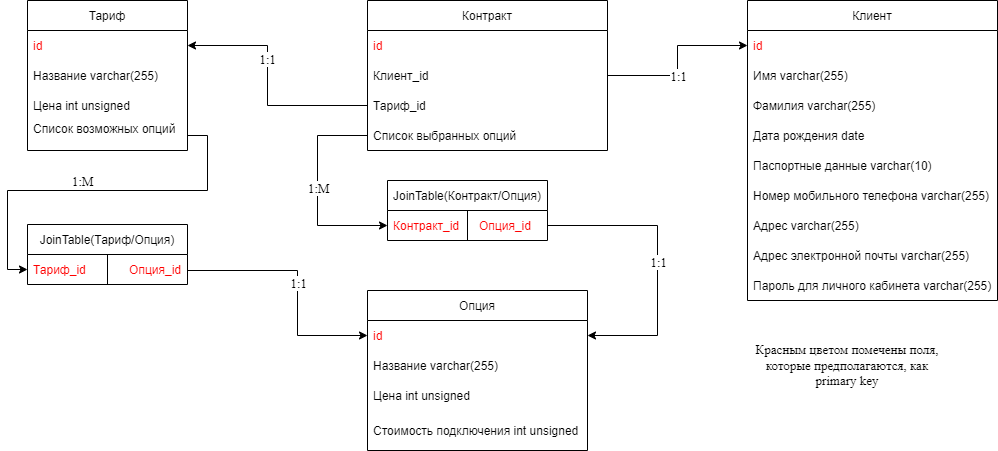 Тариф
id
Название varchar(255)
Цена int unsigned
Список возможных опций
Контракт
id
Клиент_id
Тариф_id
Список выбранных опций
Клиент
id
Имя varchar(255)
Фамилия varchar(255)
Дата рождения date
Паспортные данные varchar(10)
Номер мобильного телефона varchar(255)
Адрес varchar(255)
Адрес электронной почты varchar(255)
Пароль для личного кабинета varchar(255)
1:1
1:1
1:M
1:M
JoinTable(Тариф/Опция)
Тариф_id
Опция_id
JoinTable(Контракт/Опция)
Контракт_id
Опция_id
1:1
1:1
Опция
id
Название varchar(255)
Цена int unsigned
Стоимость подключения int unsigned
Красным цветом помечены поля,
которые предполагаются, как
primary key